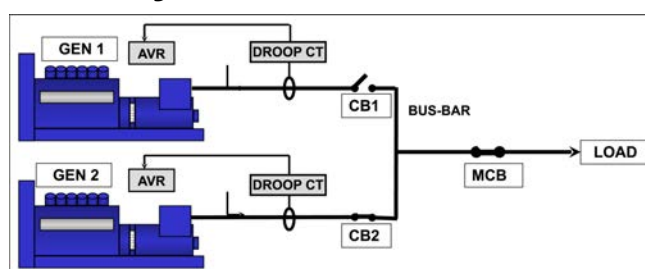 GEN 1
AVR
DROOP CT
CB1
BUS-BAR
LOAD
MCB
GEN 2
AVR
DROOP CT
CB2